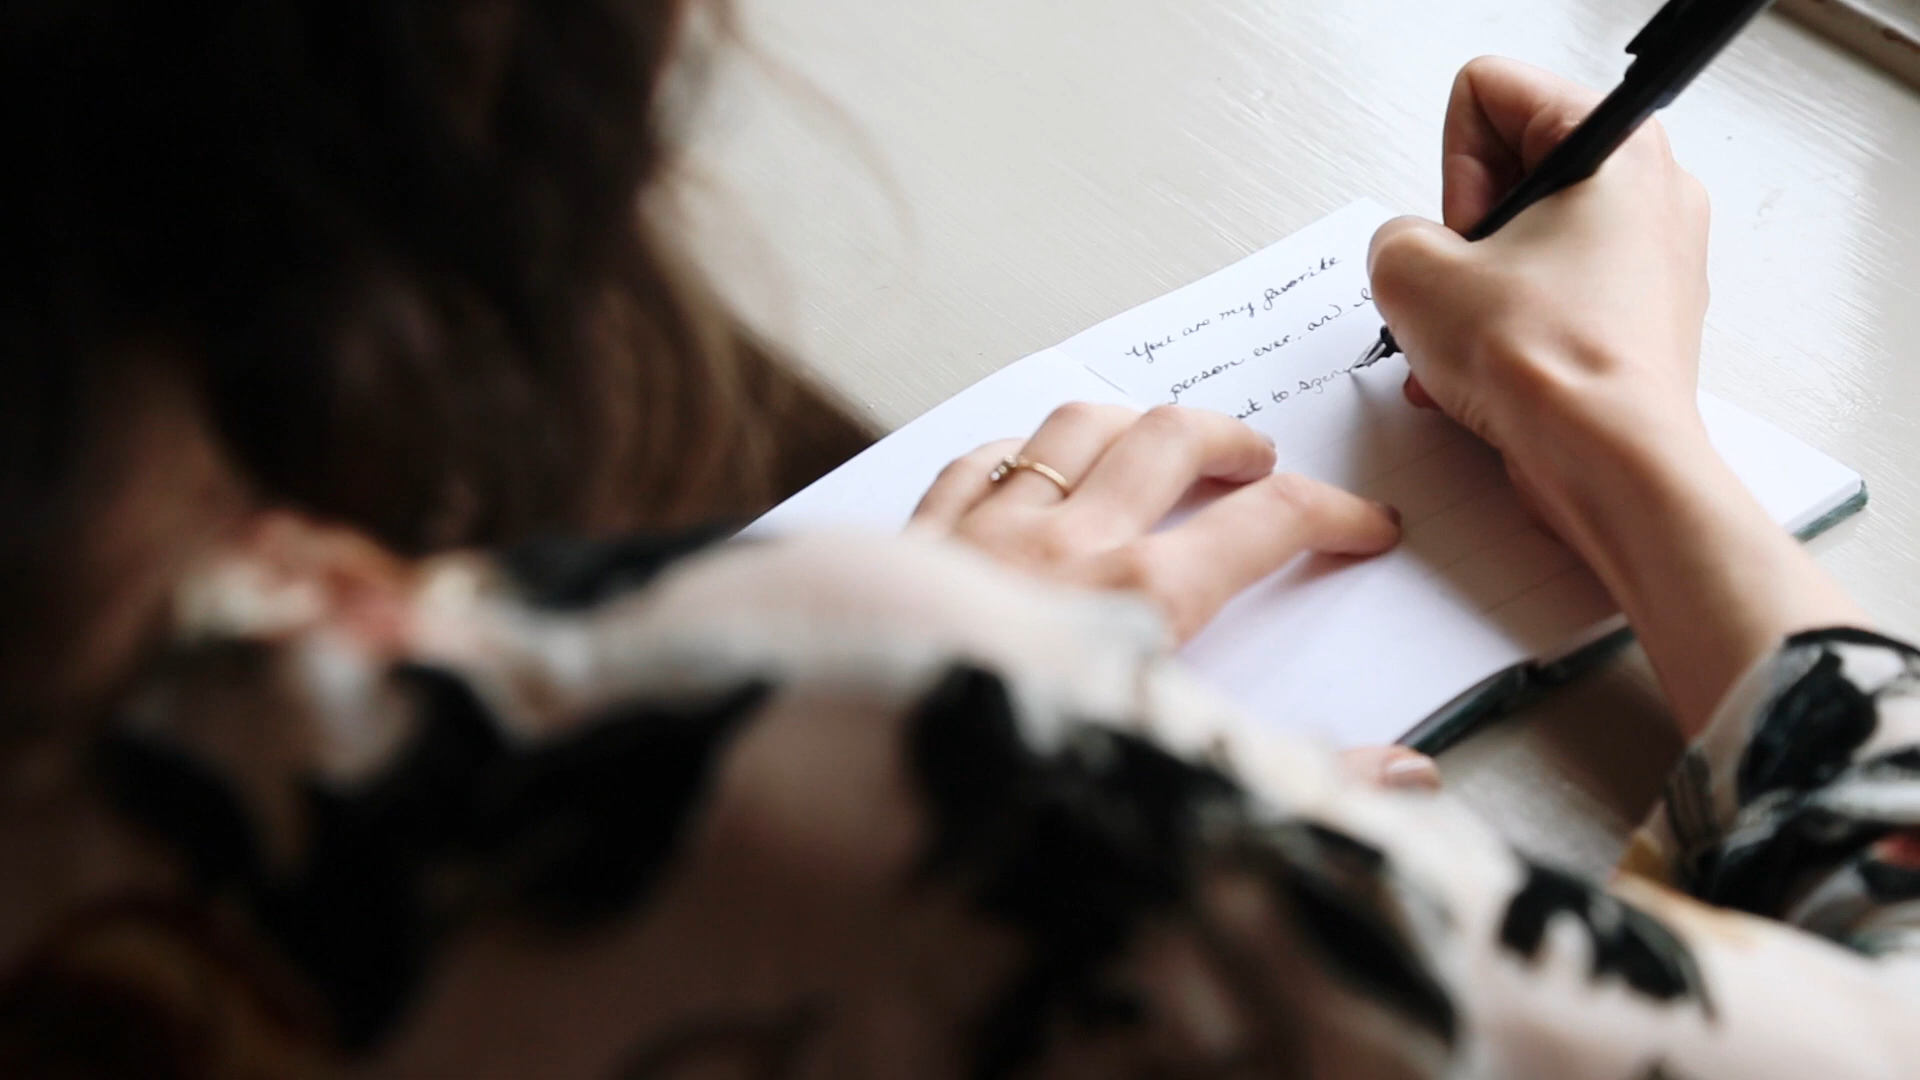 You are my favorite
person ever, and I
to spen